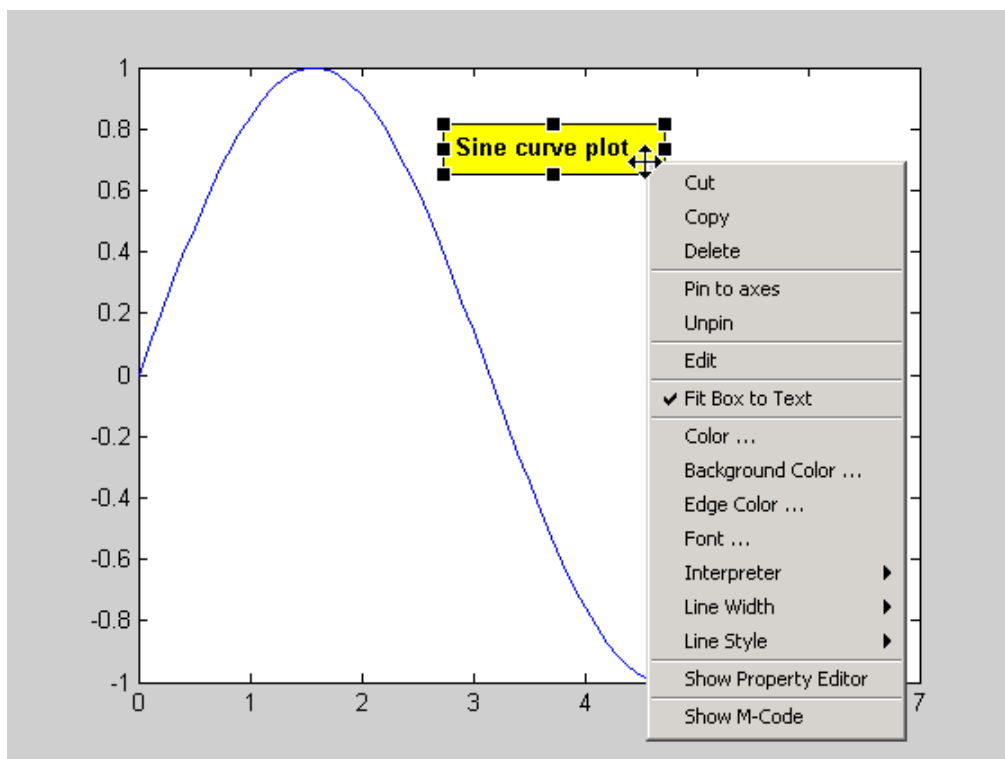 1
0.8
0.6
0.4
0.2
0
-0.2
-0.4
-0.6
-0.8
-1
0 1 2 3 4 7
Sine curve plot
Cut
Copy
Delete
Pin to axes
Unpin
Edit
Fit Box to Text
Color ...
Background Color ...
Edge Color ...
Font ...
Interpreter
Line Width
Line Style
Show Property Editor
Show M-Code